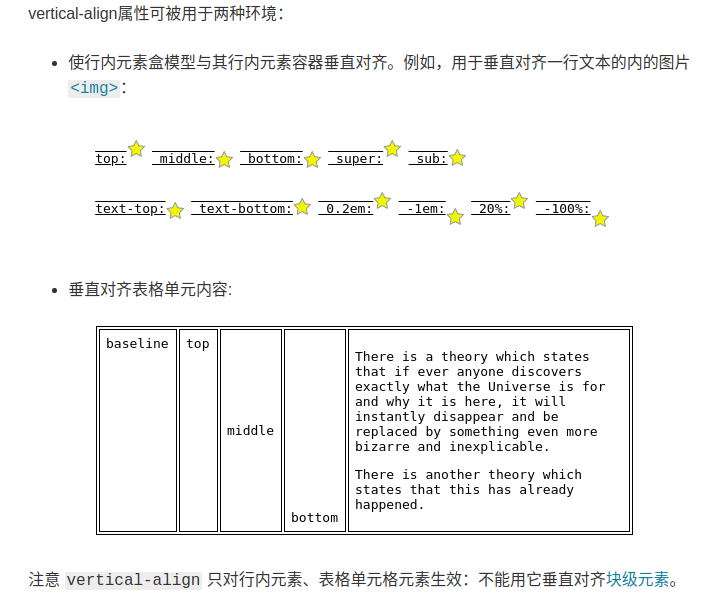 vertical-align属性可被用于两种环境：
使行内元素盒模型与其行内元素容器垂直对齐。例如，用于垂直对齐一行文本的内的图片
<img>：
top: middle: bottom: super: sub:
text-top: text-bottom: 0.2em: -1em: 20%: -100%:
垂直对齐表格单元内容:
baseline top
middle
bottom
There is a theory which states
that if ever anyone discovers
exactly what the Universe is for
and why it is here, it will
instantly disappear and be
replaced by something even more
bizarre and inexplicable.
There is another theory which
states that this has already
happened.
注意 vertical-align 只对行内元素、表格单元格元素生效：不能用它垂直对齐块级元素。